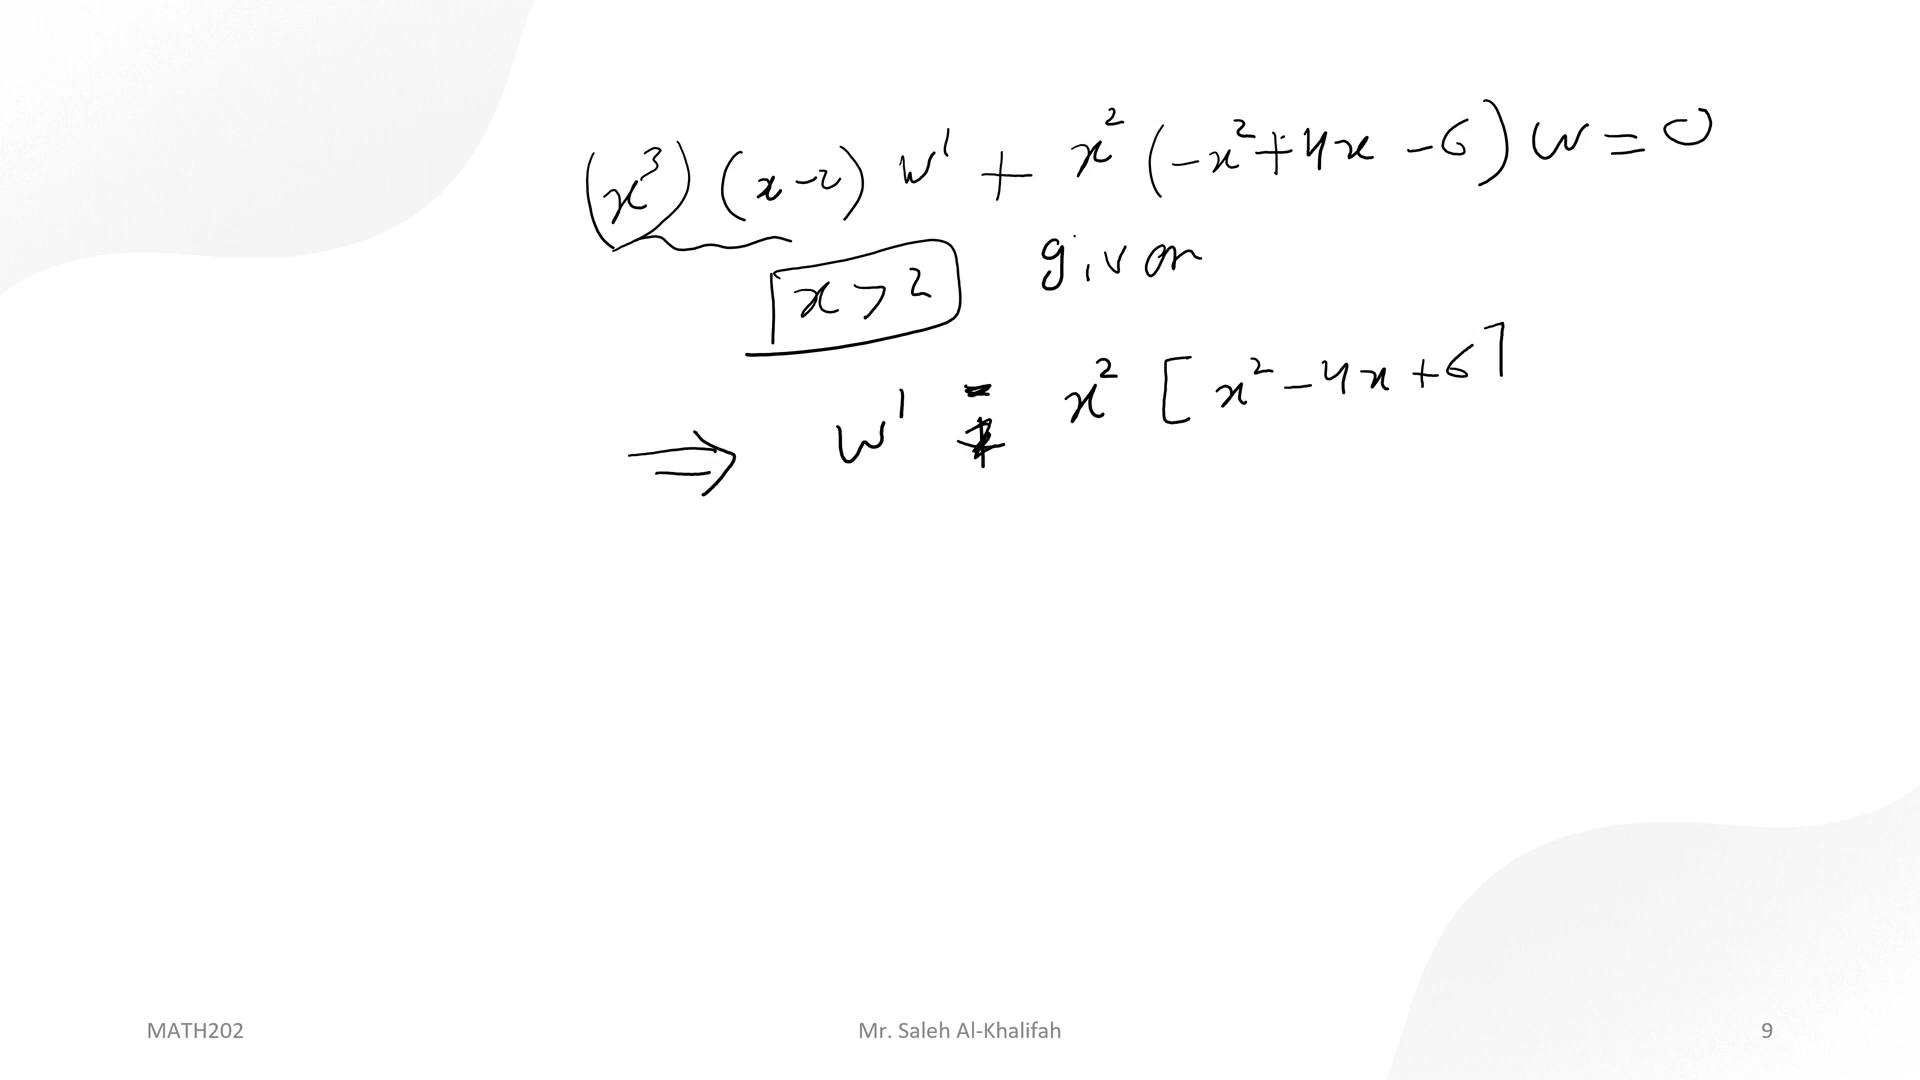 (x³) (x-2) w' + x² (-x²+4x-6) w = 0
x > 2 given
⇒ w' = x² [x²-4x+6]
MATH202
Mr. Saleh Al-Khalifah
9